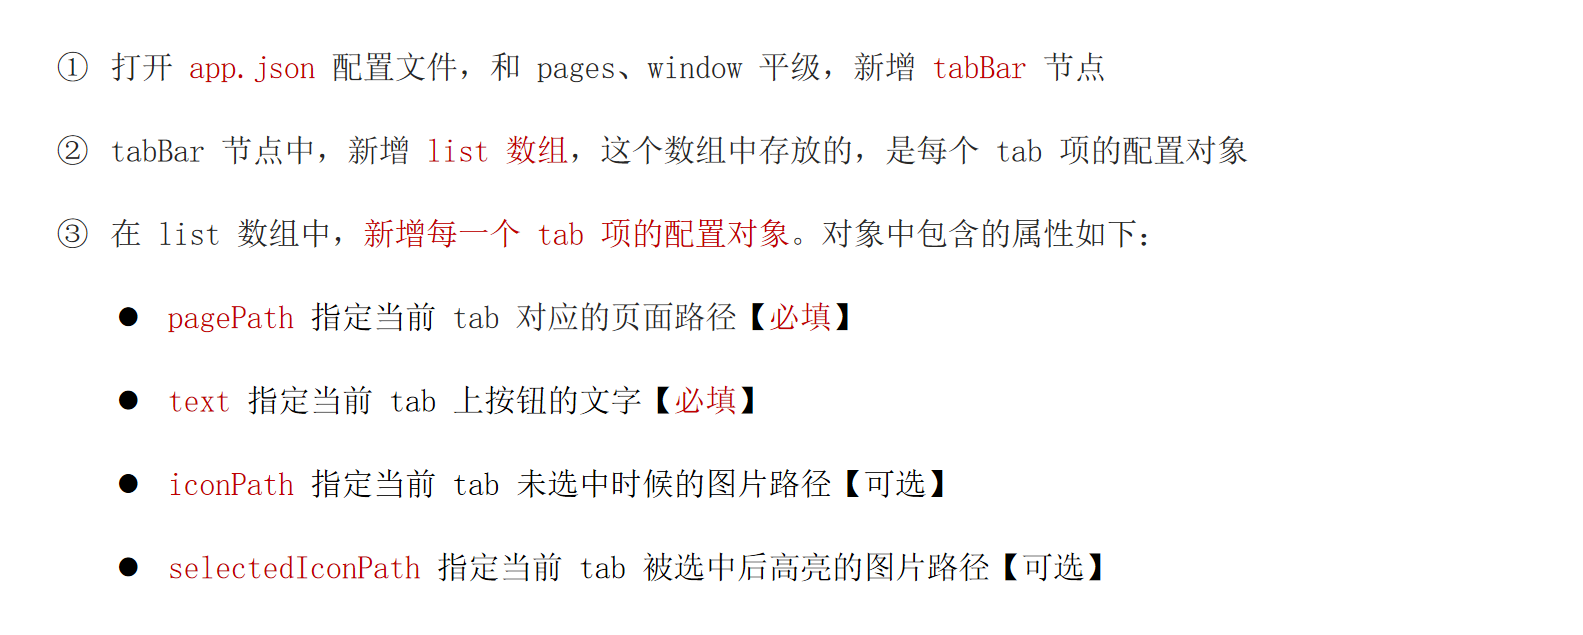 ① 打开 app.json 配置文件，和 pages、window 平级，新增 tabBar 节点
② tabBar 节点中，新增 list 数组，这个数组中存放的，是每个 tab 项的配置对象
③ 在 list 数组中，新增每一个 tab 项的配置对象。对象中包含的属性如下：
● pagePath 指定当前 tab 对应的页面路径【必填】
● text 指定当前 tab 上按钮的文字【必填】
● iconPath 指定当前 tab 未选中时候的图片路径【可选】
● selectedIconPath 指定当前 tab 被选中后高亮的图片路径【可选】